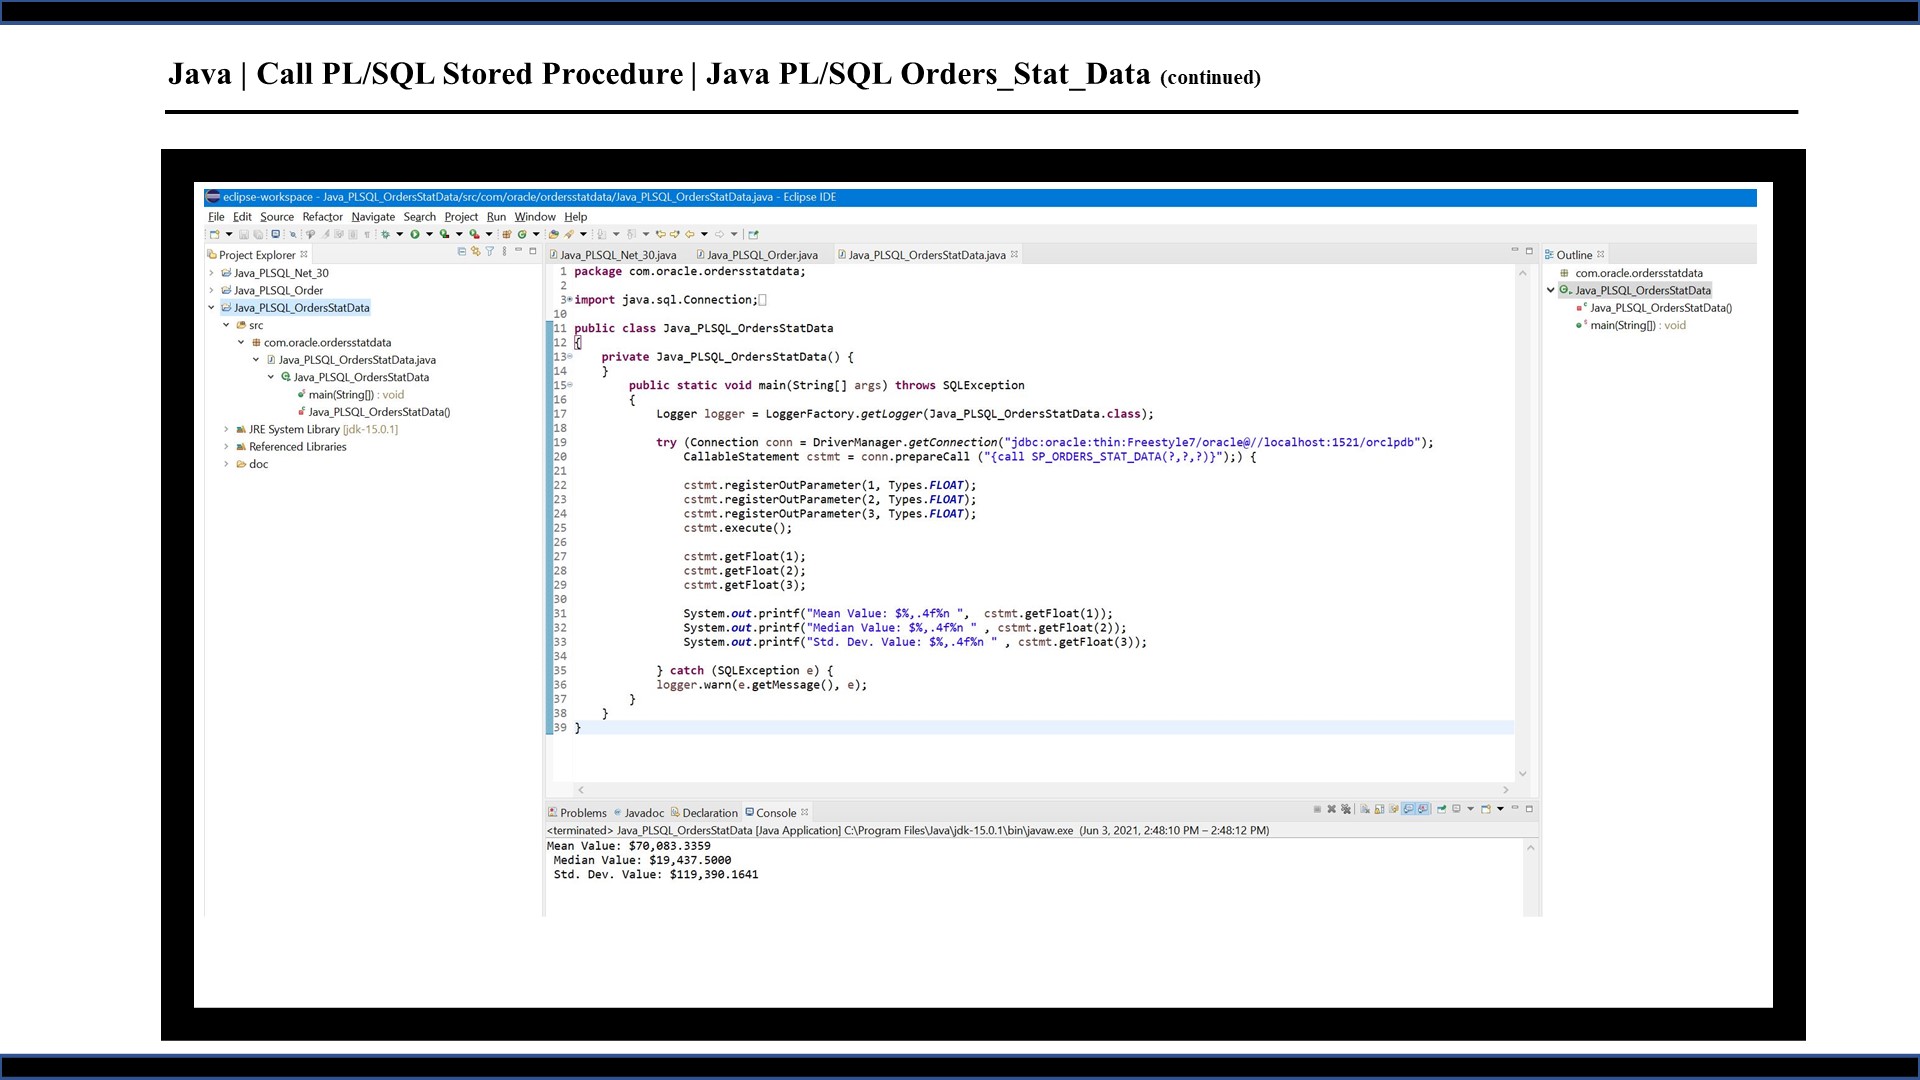 Java | Call PL/SQL Stored Procedure | Java PL/SQL Orders_Stat_Data (continued)
eclipse-workspace - Java_PLSQL_OrdersStatData/src/com/oracle/ordersstatdata/Java_PLSQL_OrdersStatData.java - Eclipse IDE
File Edit Source Refactor Navigate Search Project Run Window Help
Project Explorer
Java_PLSQL_Net_30
Java_PLSQL_Order
Java_PLSQL_OrdersStatData
src
com.oracle.ordersstatdata
Java_PLSQL_OrdersStatData.java
Java_PLSQL_OrdersStatData
main(String[]) : void
Java_PLSQL_OrdersStatData()
JRE System Library [jdk-15.0.1]
Referenced Libraries
doc
Java_PLSQL_Net_30.java Java_PLSQL_Order.java Java_PLSQL_OrdersStatData.java
1 package com.oracle.ordersstatdata;
2
3 import java.sql.Connection;
10
11 public class Java_PLSQL_OrdersStatData
12 {
13 private Java_PLSQL_OrdersStatData() {
14 }
15 public static void main(String[] args) throws SQLException
16 {
17 Logger logger = LoggerFactory.getLogger(Java_PLSQL_OrdersStatData.class);
18
19 try (Connection conn = DriverManager.getConnection("jdbc:oracle:thin:Freestyle7/oracle@//localhost:1521/orclpdb");
20 CallableStatement cstmt = conn.prepareCall ("{call SP_ORDERS_STAT_DATA(?,?,?)}");) {
21
22 cstmt.registerOutParameter(1, Types.FLOAT);
23 cstmt.registerOutParameter(2, Types.FLOAT);
24 cstmt.registerOutParameter(3, Types.FLOAT);
25 cstmt.execute();
26
27 cstmt.getFloat(1);
28 cstmt.getFloat(2);
29 cstmt.getFloat(3);
30
31 System.out.printf("Mean Value: $%,.4f%n ", cstmt.getFloat(1));
32 System.out.printf("Median Value: $%,.4f%n " , cstmt.getFloat(2));
33 System.out.printf("Std. Dev. Value: $%,.4f%n " , cstmt.getFloat(3));
34
35 } catch (SQLException e) {
36 logger.warn(e.getMessage(), e);
37 }
38 }
39 }
Outline
com.oracle.ordersstatdata
Java_PLSQL_OrdersStatData
Java_PLSQL_OrdersStatData()
main(String[]) : void
Problems Javadoc Declaration Console
<terminated> Java_PLSQL_OrdersStatData [Java Application] C:\Program Files\Java\jdk-15.0.1\bin\javaw.exe (Jun 3, 2021, 2:48:10 PM – 2:48:12 PM)
Mean Value: $70,083.3359
Median Value: $19,437.5000
Std. Dev. Value: $119,390.1641